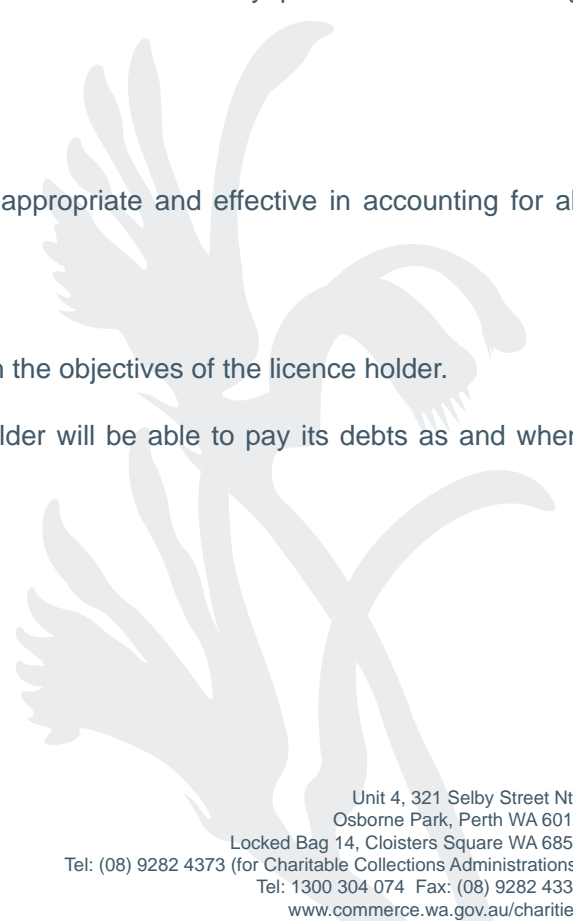 appropriate and effective in accounting for al
the objectives of the licence holder.
lder will be able to pay its debts as and when
Unit 4, 321 Selby Street Nt
Osborne Park, Perth WA 601
Locked Bag 14, Cloisters Square WA 685
Tel: (08) 9282 4373 (for Charitable Collections Administrations
Tel: 1300 304 074 Fax: (08) 9282 433
www.commerce.wa.gov.au/charitie